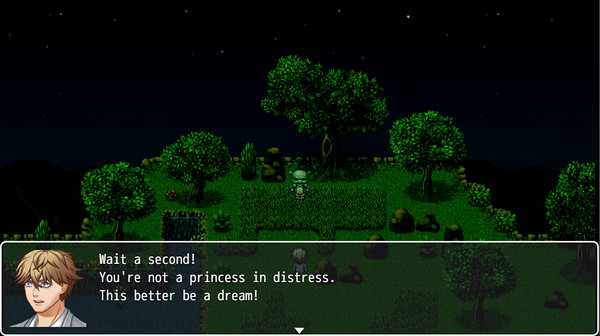 Wait a second!
You're not a princess in distress.
This better be a dream!